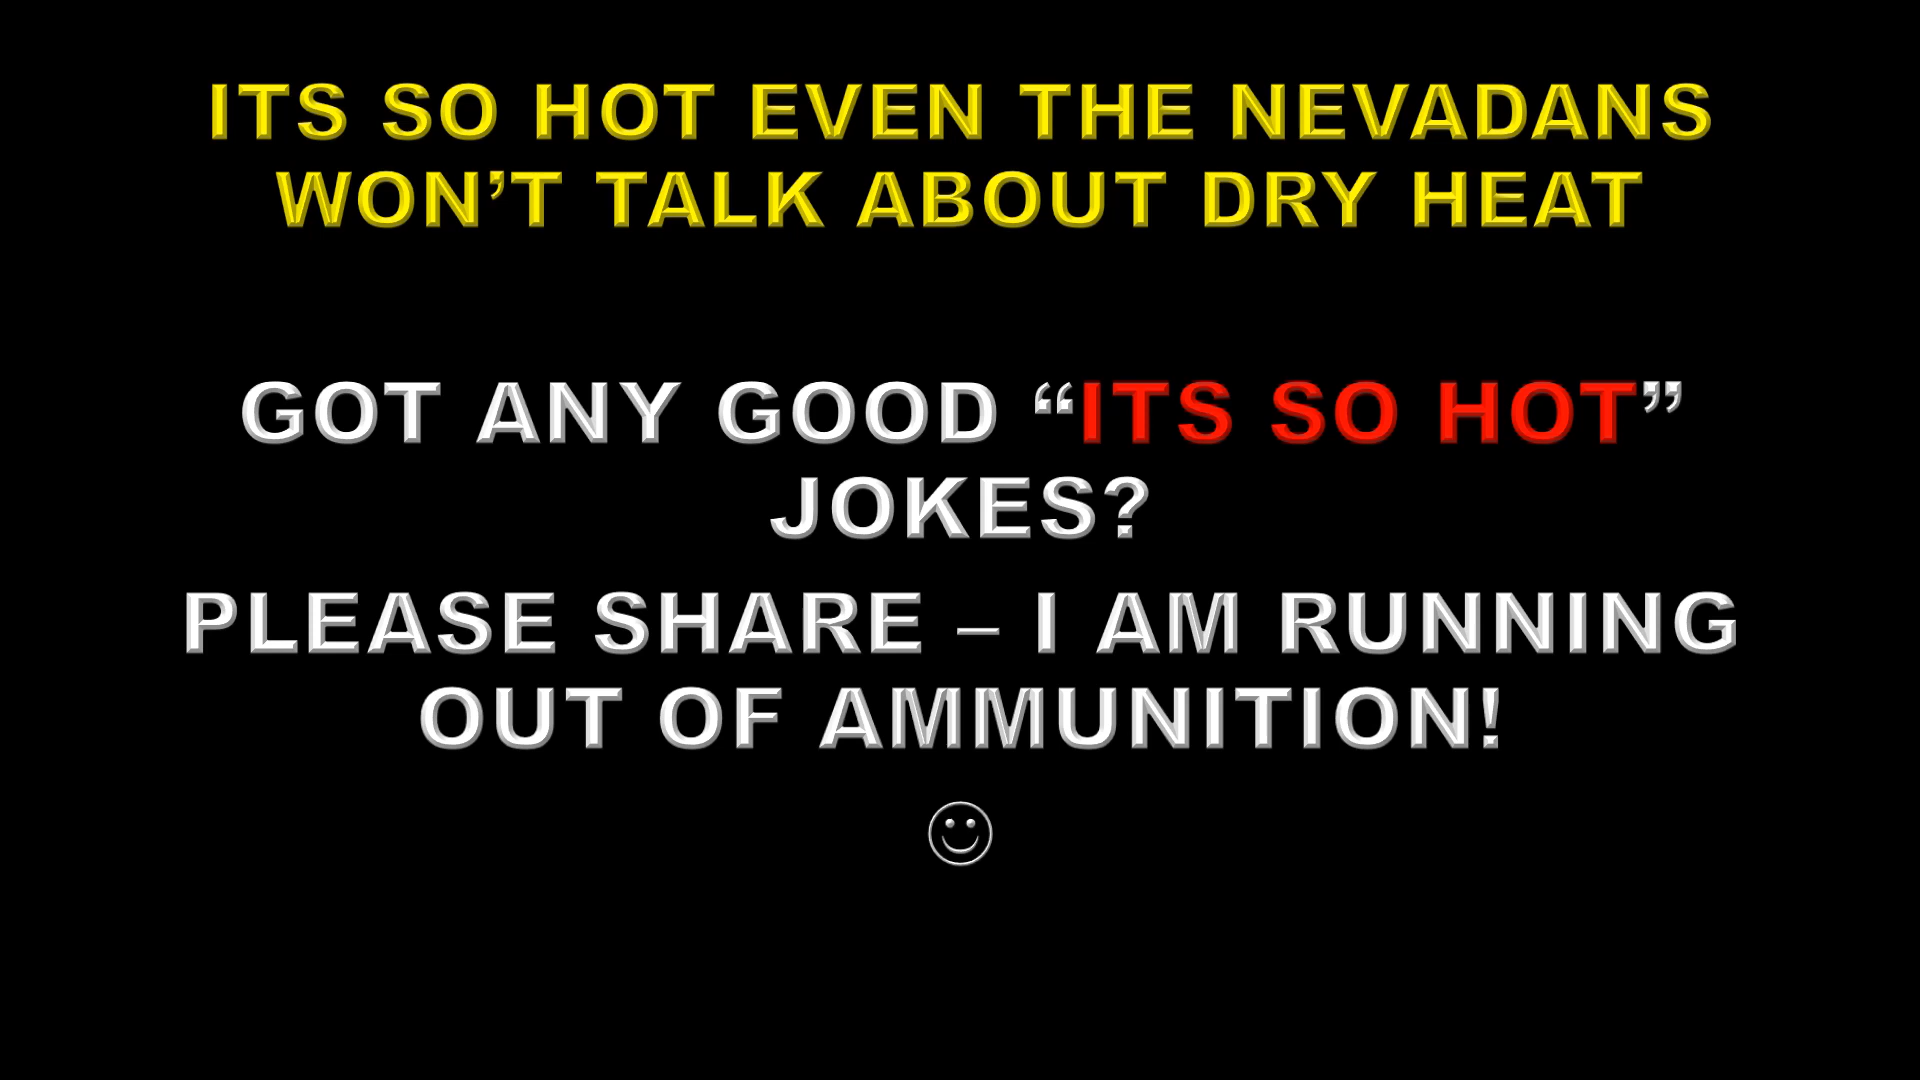 ITS SO HOT EVEN THE NEVADANS
WON’T TALK ABOUT DRY HEAT
GOT ANY GOOD “ITS SO HOT”
JOKES?
PLEASE SHARE – I AM RUNNING
OUT OF AMMUNITION!
☺